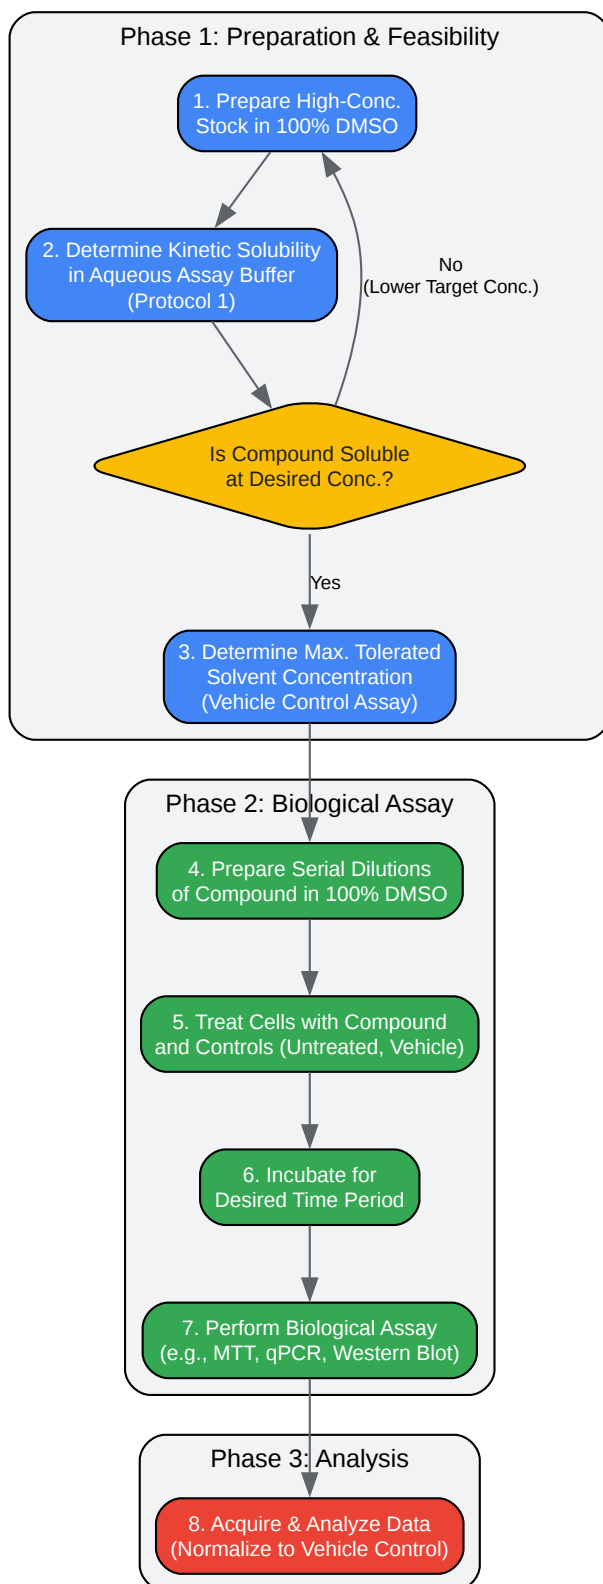 Phase 1: Preparation & Feasibility
1. Prepare High-Conc.
Stock in 100% DMSO
2. Determine Kinetic Solubility
in Aqueous Assay Buffer
(Protocol 1)
No
(Lower Target Conc.)
Is Compound Soluble
at Desired Conc.?
Yes
3. Determine Max. Tolerated
Solvent Concentration
(Vehicle Control Assay)
Phase 2: Biological Assay
4. Prepare Serial Dilutions
of Compound in 100% DMSO
5. Treat Cells with Compound
and Controls (Untreated, Vehicle)
6. Incubate for
Desired Time Period
7. Perform Biological Assay
(e.g., MTT, qPCR, Western Blot)
Phase 3: Analysis
8. Acquire & Analyze Data
(Normalize to Vehicle Control)